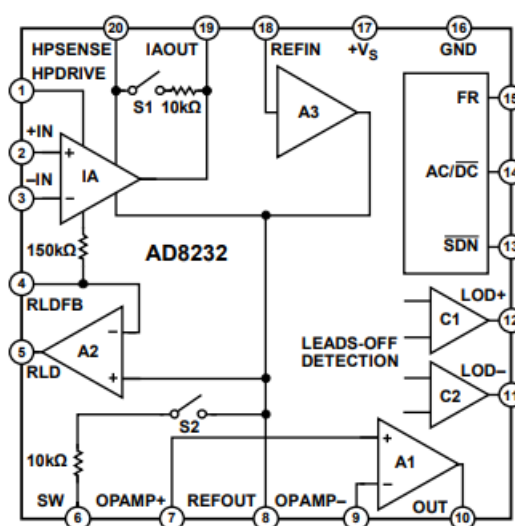 20 19 18 17 16
HPSENSE IAOUT REFIN +VS GND
HPDRIVE
1
S1 10kΩ
A3
FR 15
+IN
2
+
IA
–IN
3
–
AC/DC 14
150kΩ
AD8232
SDN 13
4
RLDFB
LOD+
C1
12
–
A2
5
RLD
+
LEADS-OFF
DETECTION
LOD–
C2
11
S2
10kΩ
+
A1
–
SW OPAMP+ REFOUT OPAMP– OUT
6 7 8 9 10